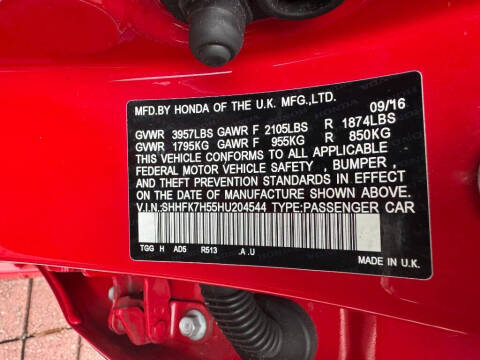 MFD.BY HONDA OF THE U.K. MFG.,LTD. 09/16
GVWR 3957LBS GAWR F 2105LBS R 1874LBS
GVWR 1795KG GAWR F 955KG R 850KG
THIS VEHICLE CONFORMS TO ALL APPLICABLE
FEDERAL MOTOR VEHICLE SAFETY , BUMPER ,
AND THEFT PREVENTION STANDARDS IN EFFECT
ON THE DATE OF MANUFACTURE SHOWN ABOVE.
V.I.N.:SHHFK7H55HU204544 TYPE:PASSENGER CAR
TGG H AD5 R513 .A.U
MADE IN U.K.